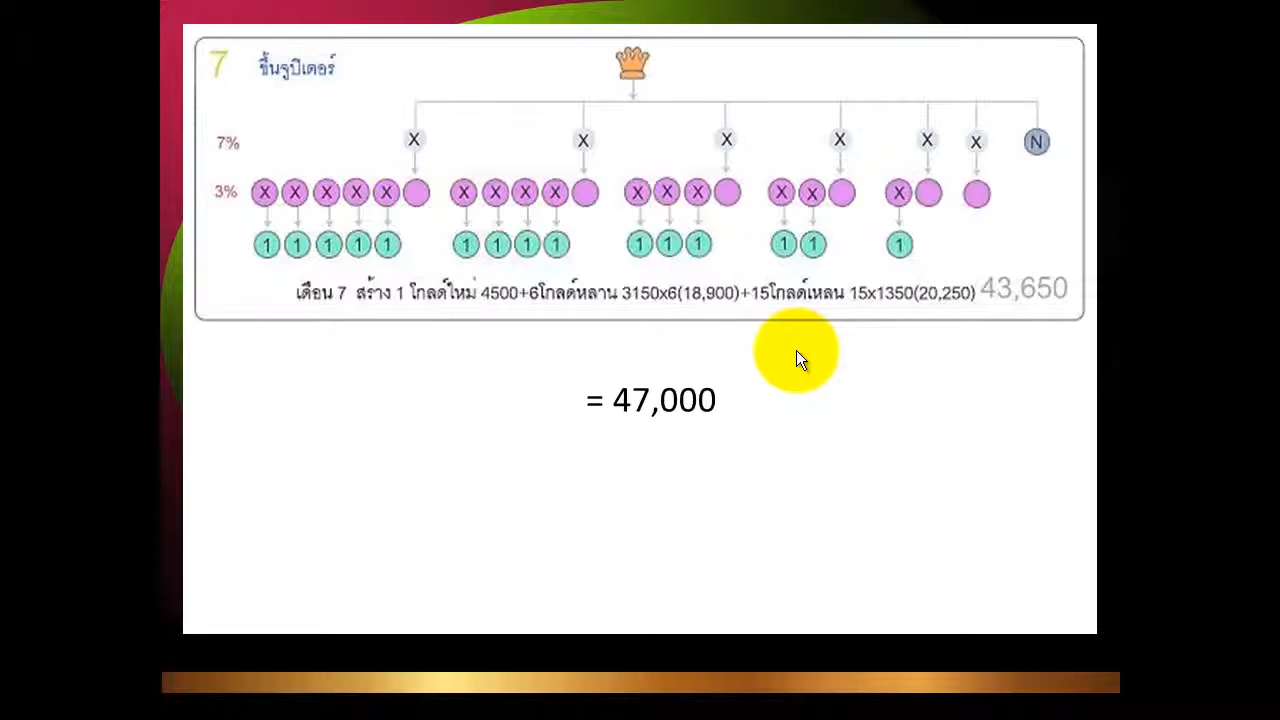 7 ขึ้นจูปีเตอร์
7% X X X X X X N
3% X X X X X X X X X X X X X X X
1 1 1 1 1 1 1 1 1 1 1 1 1 1 1
เดือน 7 สร้าง 1 โกลด์ใหม่ 4500+6โกลด์หลาน 3150x6(18,900)+15โกลด์เหลน 15x1350(20,250) 43,650
= 47,000